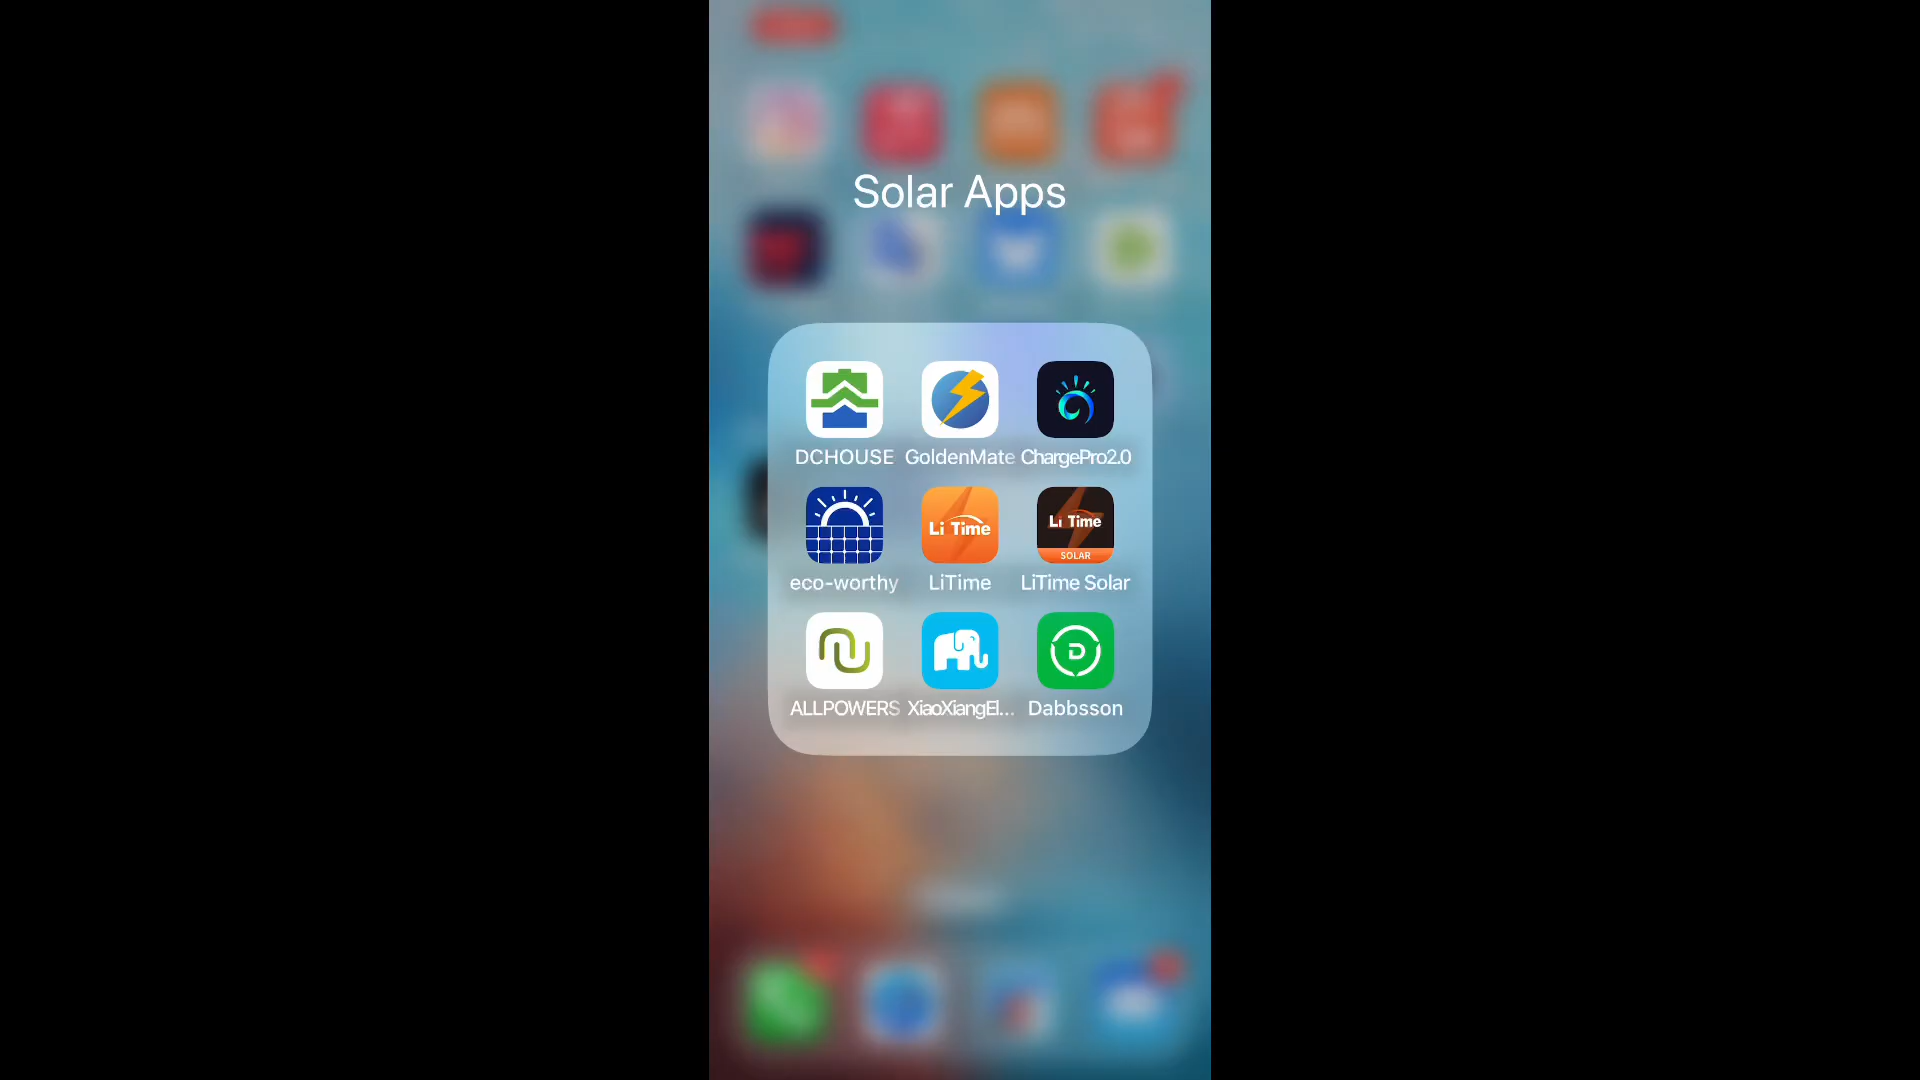 Solar Apps
DCHOUSE
GoldenMate
ChargePro2.0
Li Time
Li Time
SOLAR
eco-worthy
LiTime
LiTime Solar
D
ALLPOWERS
XiaoXiangEl...
Dabbsson